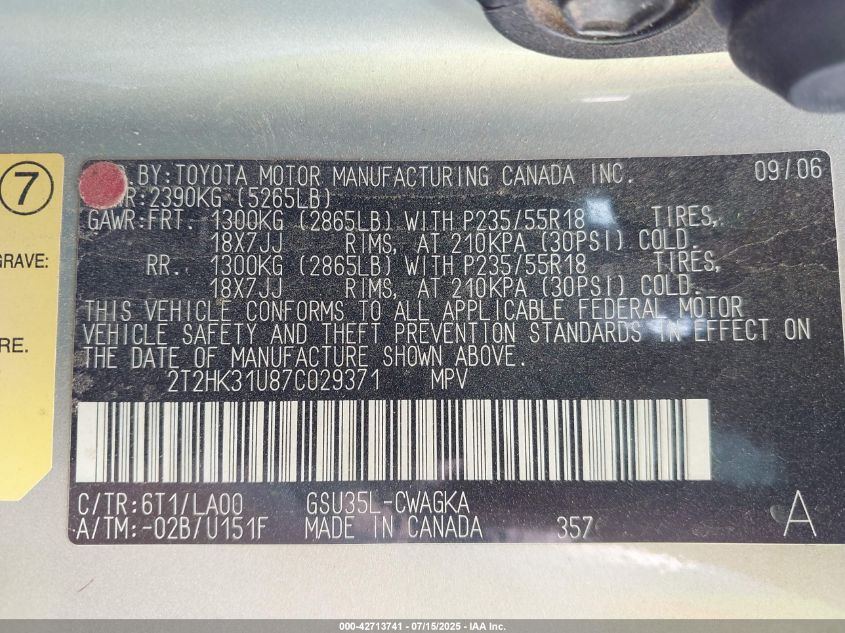 7
GRAVE:
RE.
D BY:TOYOTA MOTOR MANUFACTURING CANADA INC. 09/06
R:2390KG (5265LB)
GAWR:FRT. 1300KG (2865LB) WITH P235/55R18 TIRES,
18X7JJ RIMS, AT 210KPA (30PSI) COLD.
RR. 1300KG (2865LB) WITH P235/55R18 TIRES,
18X7JJ RIMS, AT 210KPA (30PSI) COLD.
THIS VEHICLE CONFORMS TO ALL APPLICABLE FEDERAL MOTOR
VEHICLE SAFETY AND THEFT PREVENTION STANDARDS IN EFFECT ON
THE DATE OF MANUFACTURE SHOWN ABOVE.
2T2HK31U87C029371 MPV
C/TR:6T1/LA00 GSU35L-CWAGKA
A/TM:-02B/U151F MADE IN CANADA 357 A
000-42713741 - 07/15/2025 - IAA Inc.